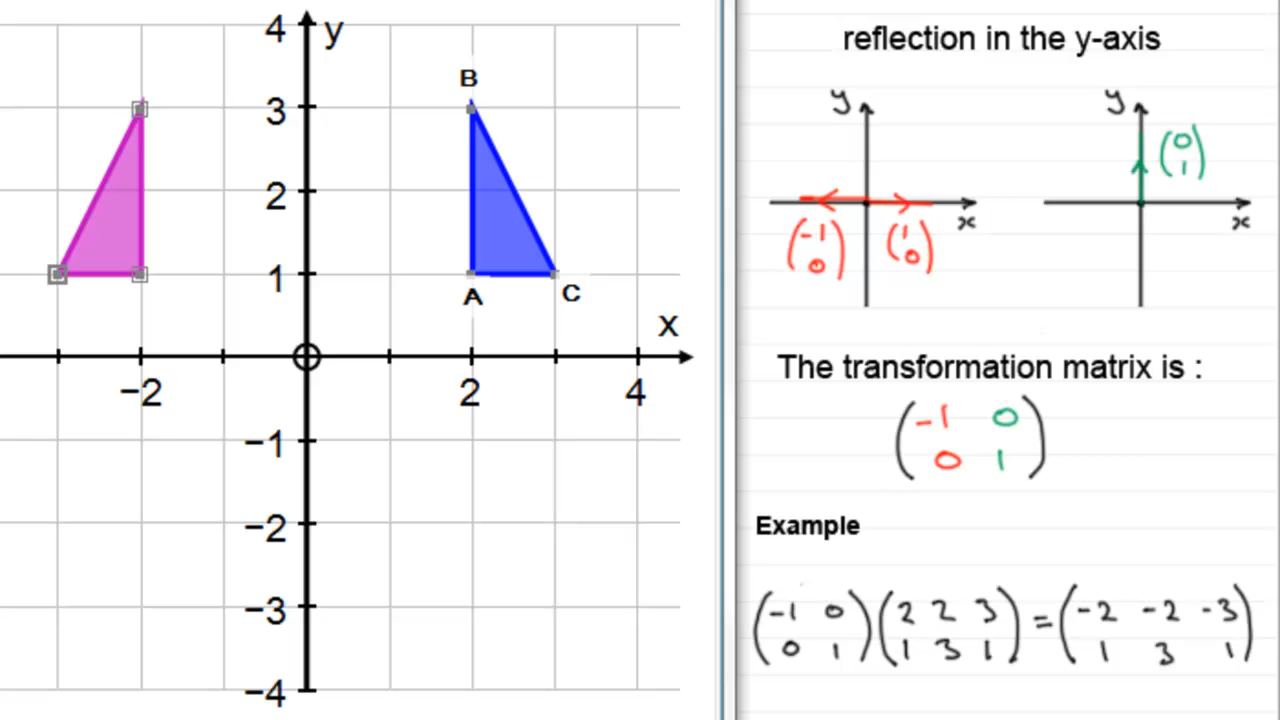 4 y
B
3
2
1
A C
x
−2 2 4
−1
−2
−3
−4
reflection in the y-axis
y y
(0 1)
x x
(-1 0) (1 0)
The transformation matrix is :
(-1 0
0 1)
Example
(-1 0) (2 2 3) = (-2 -2 -3)
(0 1) (1 3 1) (1 3 1)